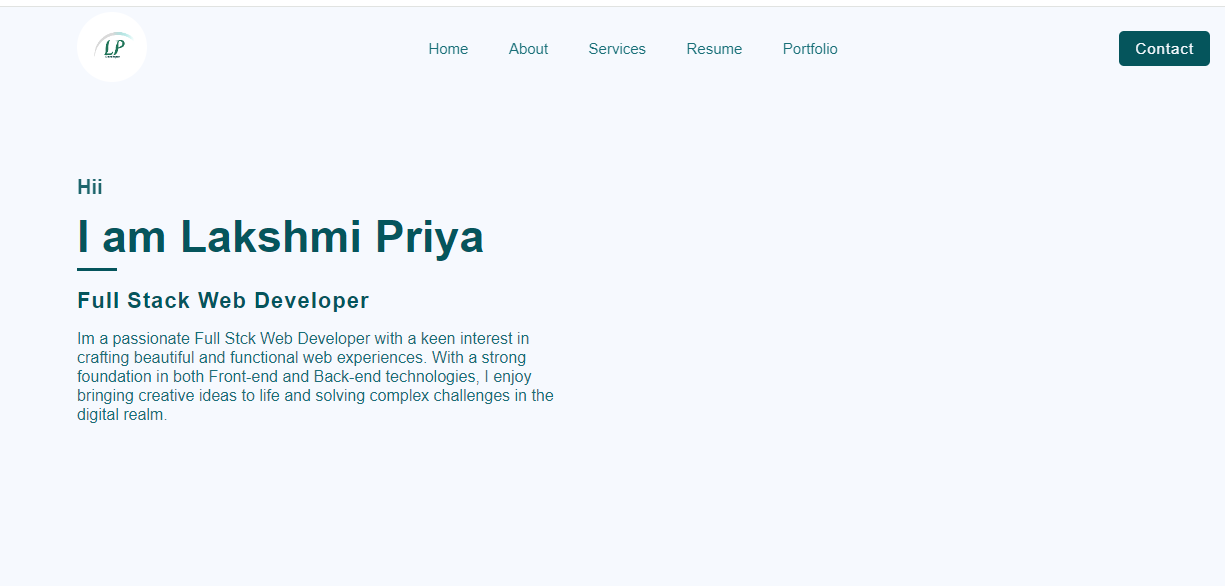 LP
Home About Services Resume Portfolio Contact
Hii
I am Lakshmi Priya
Full Stack Web Developer
Im a passionate Full Stck Web Developer with a keen interest in
crafting beautiful and functional web experiences. With a strong
foundation in both Front-end and Back-end technologies, I enjoy
bringing creative ideas to life and solving complex challenges in the
digital realm.